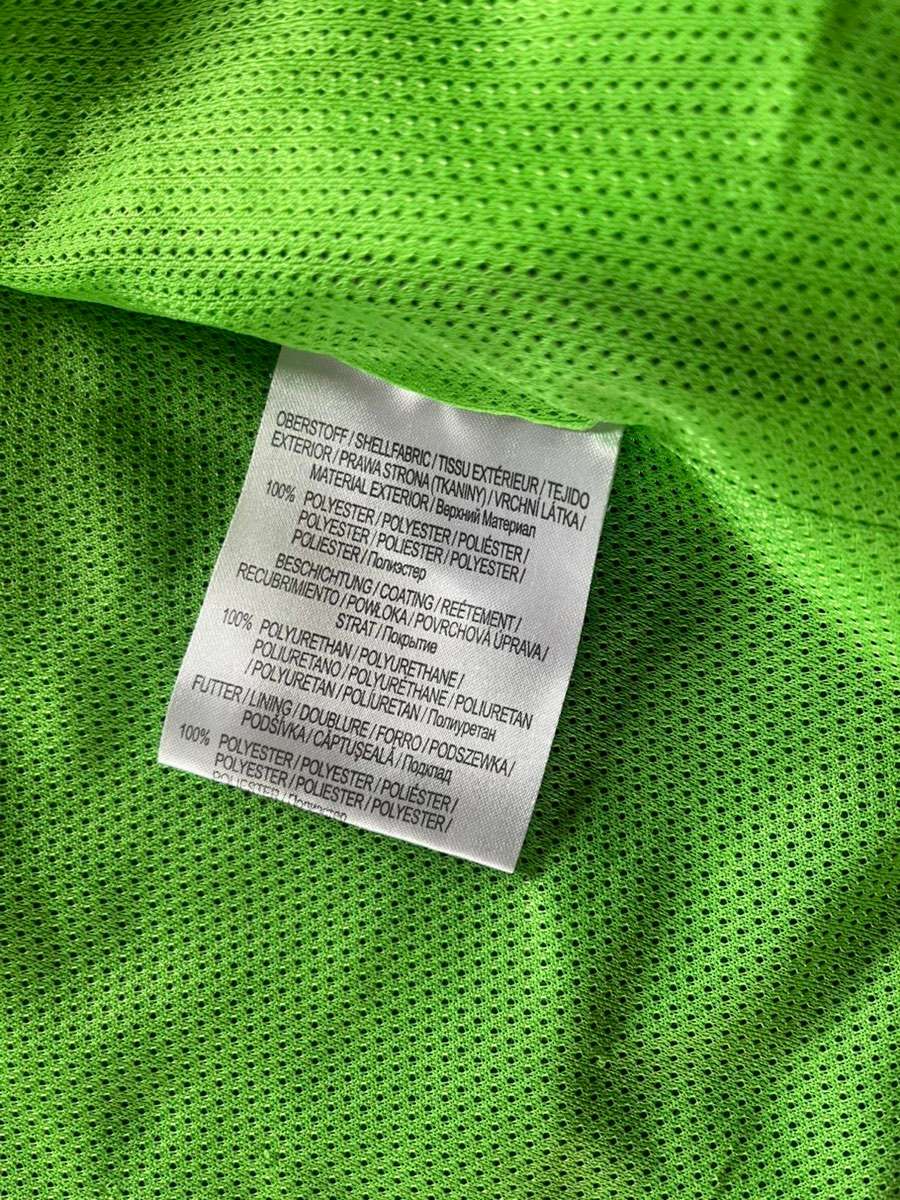 OBERSTOFF / SHELLFABRIC / TISSU EXTÉRIEUR / TEJIDO
EXTERIOR / PRAWA STRONA (TKANINY) / VRCHNÍ LÁTKA /
MATERIAL EXTERIOR / Верхний Материал
100% POLYESTER / POLYESTER / POLIÉSTER /
POLYESTER / POLIESTER / POLYESTER /
POLIESTER / Полиэстер
BESCHICHTUNG / COATING / REÉTEMENT /
RECUBRIMIENTO / POWŁOKA / POVRCHOVÁ ÚPRAVA /
STRAT / Покрытие
100% POLYURETHAN / POLYURETHANE /
POLIURETANO / POLYURÉTHANE / POLIURETAN
/ POLYURETAN / POLIURETAN / Полиуретан
FUTTER / LINING / DOUBLURE / FORRO / PODSZEWKA /
PODŠÍVKA / CĂPTUȘEALĂ / Подклад
100% POLYESTER / POLYESTER / POLIÉSTER /
POLYESTER / POLIESTER / POLYESTER /
POLIESTER / Полиэстер